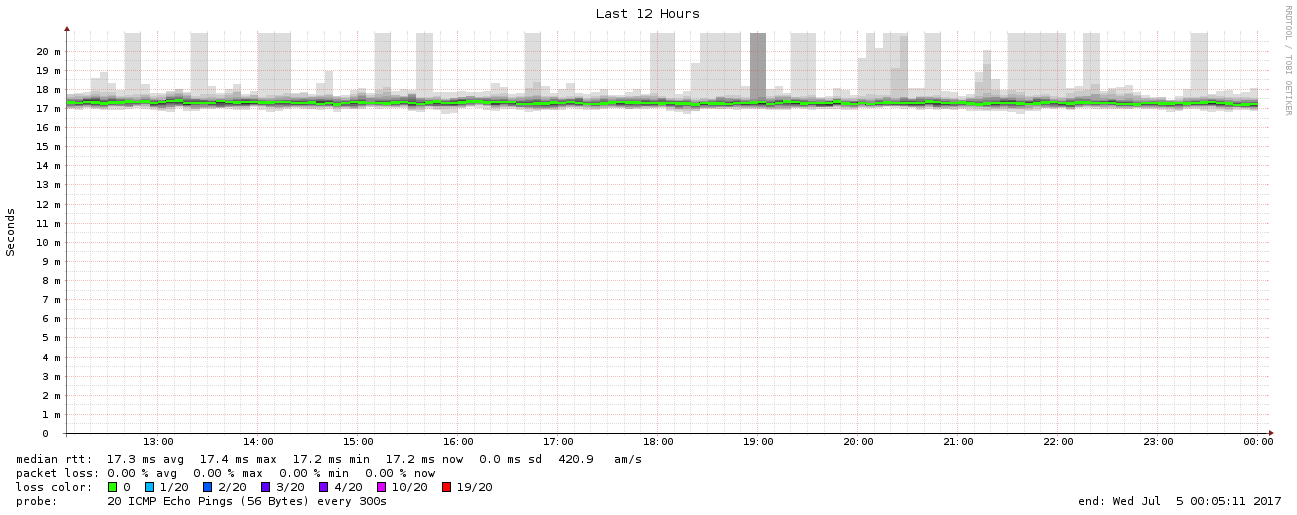 Last 12 Hours
RRDTOOL / TOBI OETIKER
Seconds
20 m
19 m
18 m
17 m
16 m
15 m
14 m
13 m
12 m
11 m
10 m
9 m
8 m
7 m
6 m
5 m
4 m
3 m
2 m
1 m
0
13:00 14:00 15:00 16:00 17:00 18:00 19:00 20:00 21:00 22:00 23:00 00:00
median rtt: 17.3 ms avg 17.4 ms max 17.2 ms min 17.2 ms now 0.0 ms sd 420.9 am/s
packet loss: 0.00 % avg 0.00 % max 0.00 % min 0.00 % now
loss color: 0 1/20 2/20 3/20 4/20 10/20 19/20
probe: 20 ICMP Echo Pings (56 Bytes) every 300s end: Wed Jul 5 00:05:11 2017